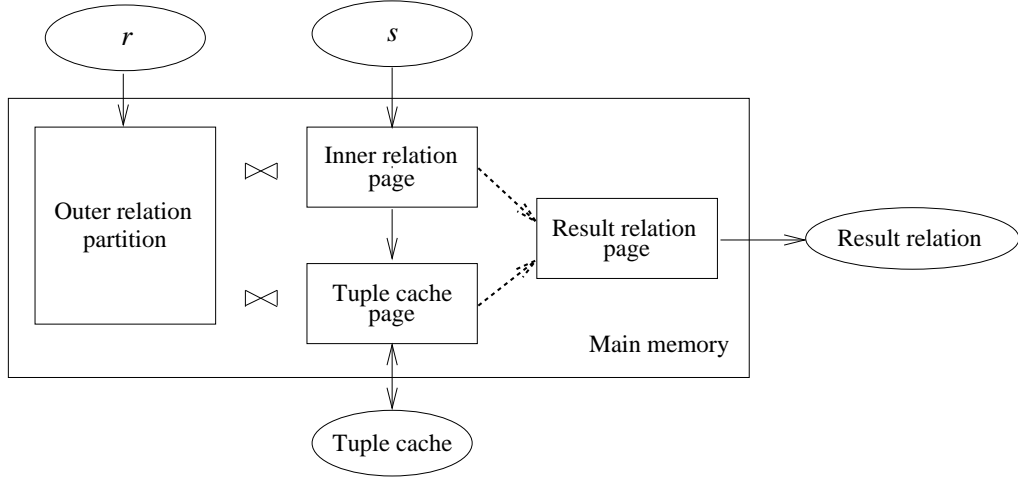 r
s
Inner relation
page
Outer relation
partition
Result relation
page
Result relation
Tuple cache
page
Main memory
Tuple cache